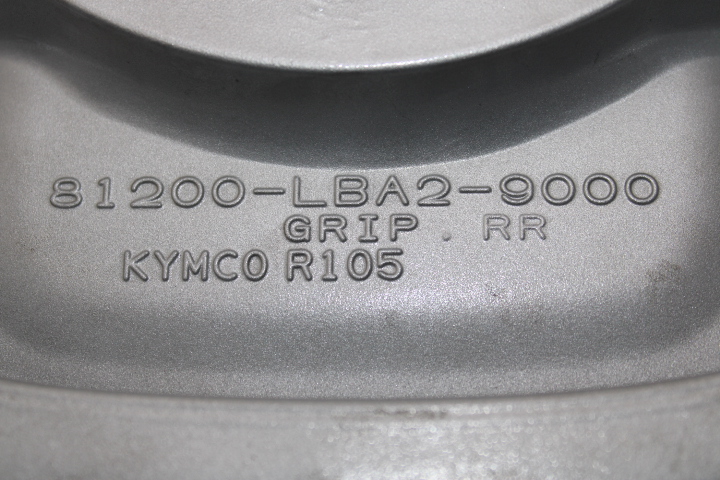 81200-LBA2-9000
GRIP . RR
KYMCO R105